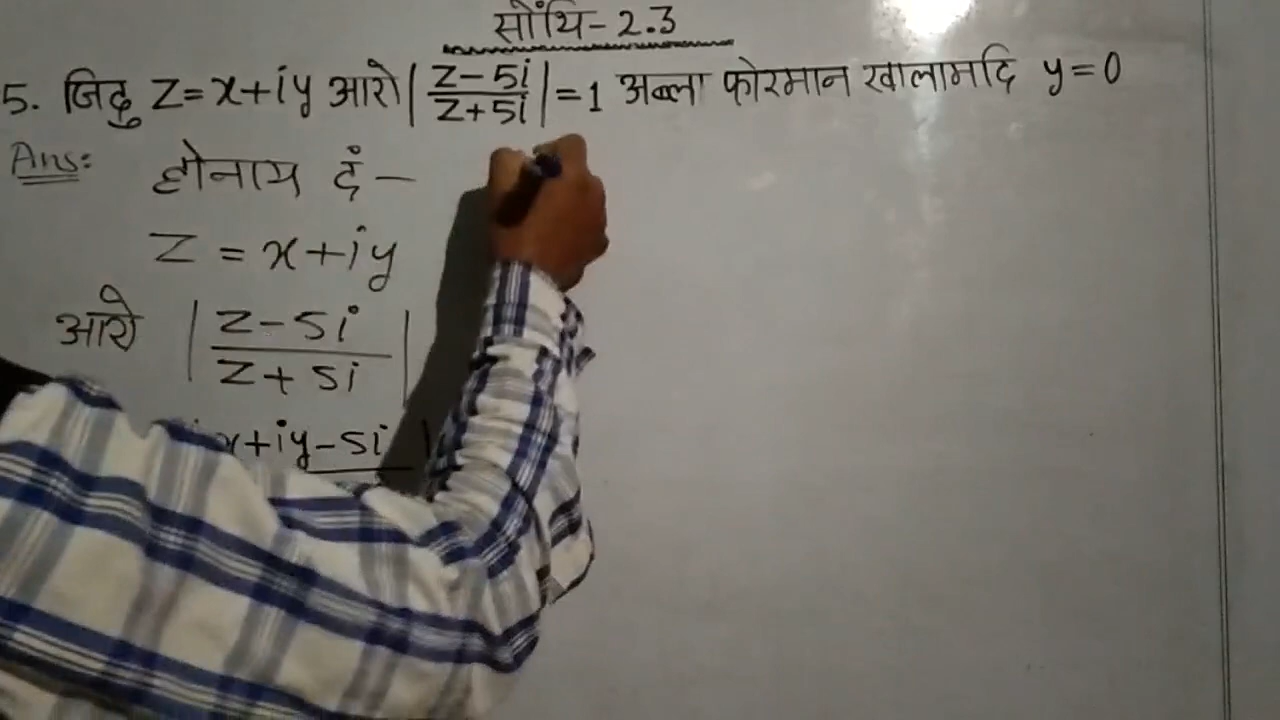 सोंथि- 2.3
5. जिदु z=x+iy आरो |z-5i/z+5i|=1 अब्ला फोरमान खालामदि y=0
Ans: होनाय दं-
z = x+iy
आरो |z-5i/z+5i|
x+iy-5i